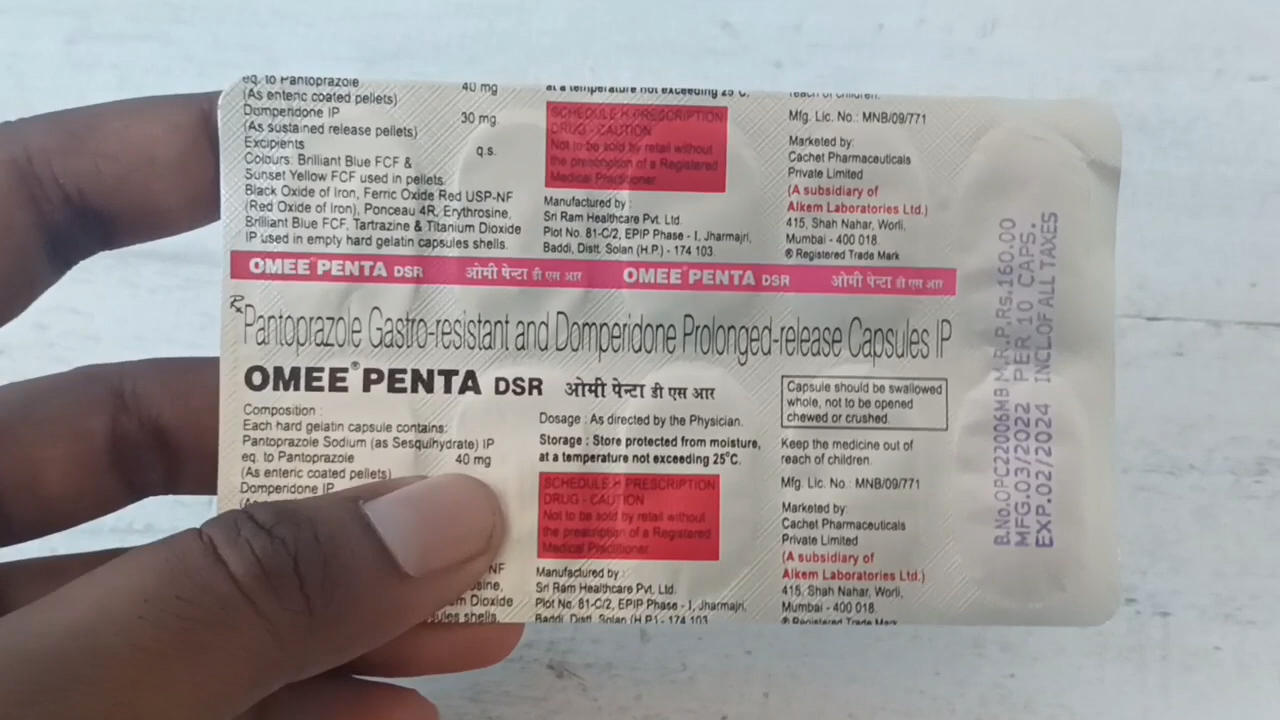 eq. to Pantoprazole 40 mg
(As enteric coated pellets)
Domperidone IP 30 mg
(As sustained release pellets)
Excipients q.s.
Colours: Brilliant Blue FCF &
Sunset Yellow FCF used in pellets
Black Oxide of Iron, Ferric Oxide Red USP-NF
(Red Oxide of Iron), Ponceau 4R, Erythrosine,
Brilliant Blue FCF, Tartrazine & Titanium Dioxide
IP used in empty hard gelatin capsules shells.
at a temperature not exceeding 25°C.
SCHEDULE H PRESCRIPTION
DRUG - CAUTION
Not to be sold by retail without
the prescription of a Registered
Medical Practitioner
Manufactured by :
Sri Ram Healthcare Pvt. Ltd.
Plot No. 81-C/2, EPIP Phase - I, Jharmajri,
Baddi, Distt. Solan (H.P.) - 174 103.
reach of children.
Mfg. Lic. No.: MNB/09/771
Marketed by:
Cachet Pharmaceuticals
Private Limited
(A subsidiary of
Alkem Laboratories Ltd.)
415, Shah Nahar, Worli,
Mumbai - 400 018.
® Registered Trade Mark
OMEE® PENTA DSR ओमी पेन्टा डी एस आर OMEE® PENTA DSR ओमी पेन्टा डी एस आर
Rx Pantoprazole Gastro-resistant and Domperidone Prolonged-release Capsules IP
OMEE® PENTA DSR ओमी पेन्टा डी एस आर
Composition :
Each hard gelatin capsule contains:
Pantoprazole Sodium (as Sesquihydrate) IP
eq. to Pantoprazole 40 mg
(As enteric coated pellets)
Domperidone IP
NF
osine,
m Dioxide
sules shells.
Dosage : As directed by the Physician.
Storage : Store protected from moisture,
at a temperature not exceeding 25°C.
SCHEDULE H PRESCRIPTION
DRUG - CAUTION
Not to be sold by retail without
the prescription of a Registered
Medical Practitioner
Manufactured by :
Sri Ram Healthcare Pvt. Ltd.
Plot No. 81-C/2, EPIP Phase - I, Jharmajri,
Baddi, Distt. Solan (H.P.) - 174 103.
Capsule should be swallowed
whole, not to be opened
chewed or crushed.
Keep the medicine out of
reach of children.
Mfg. Lic. No.: MNB/09/771
Marketed by:
Cachet Pharmaceuticals
Private Limited
(A subsidiary of
Alkem Laboratories Ltd.)
415, Shah Nahar, Worli,
Mumbai - 400 018.
® Registered Trade Mark
B.No.OPC22006MB M.R.P.Rs.160.00
MFG.03/2022 PER 10 CAPS.
EXP.02/2024 INCL.OF ALL TAXES